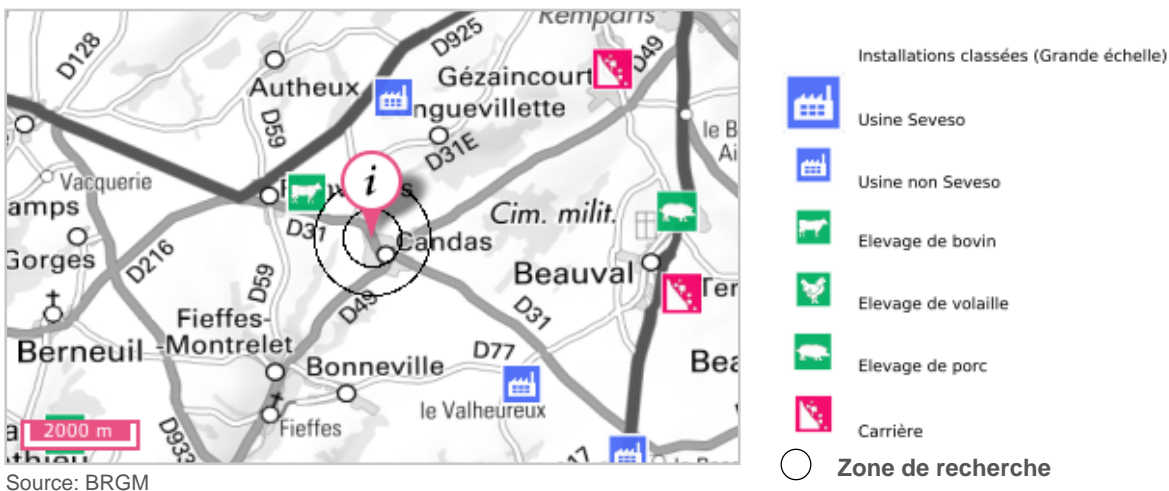 Remparts
D925
D128
D49
Gézaincourt
Autheux
nguevillette
D59
le B
Ai
D31E
Vacquerie
amps
i
Cim. milit.
D31
Candas
Gorges
D216
D59
Beauval
D49
Ter
Fieffes-
-Montrelet
D31
Berneuil
D77
Bea
Bonneville
le Valheureux
Fieffes
2000 m
D933
thieu
17
Source: BRGM
Installations classées (Grande échelle)
Usine Seveso
Usine non Seveso
Elevage de bovin
Elevage de volaille
Elevage de porc
Carrière
Zone de recherche